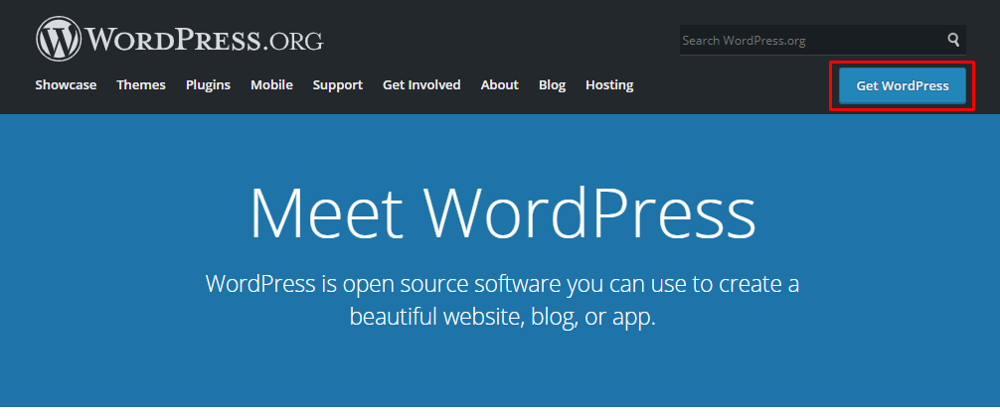 WORDPRESS.ORG
Search WordPress.org
Showcase Themes Plugins Mobile Support Get Involved About Blog Hosting
Get WordPress
Meet WordPress
WordPress is open source software you can use to create a
beautiful website, blog, or app.